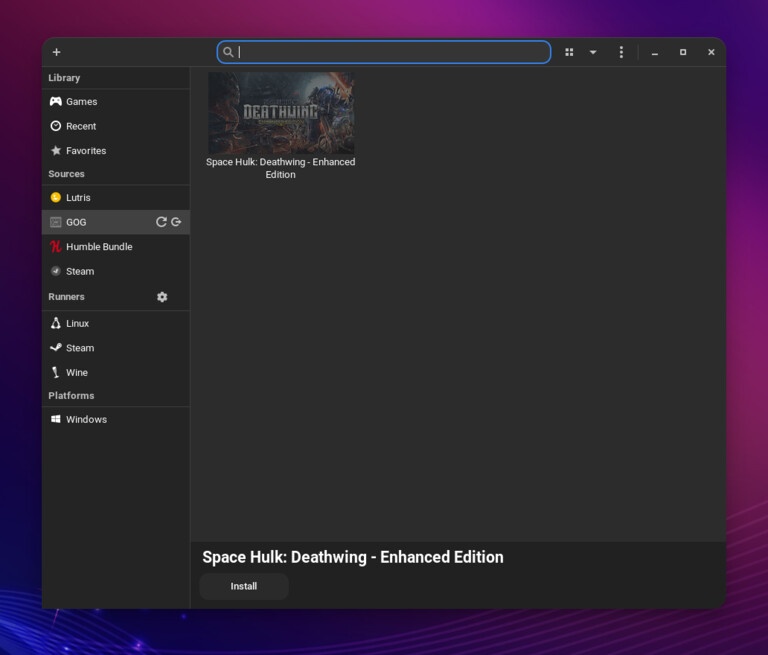 Library
Games
Recent
Favorites
Sources
Lutris
GOG
Humble Bundle
Steam
Runners
Linux
Steam
Wine
Platforms
Windows
DEATHWING
Space Hulk: Deathwing - Enhanced
Edition
Space Hulk: Deathwing - Enhanced Edition
Install